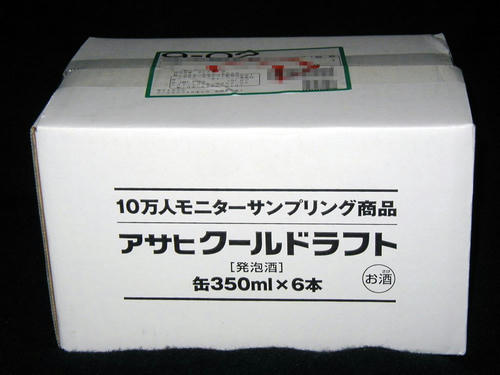 10万人モニターサンプリング商品
アサヒクールドラフト
[発泡酒]
缶350ml×6本
お酒